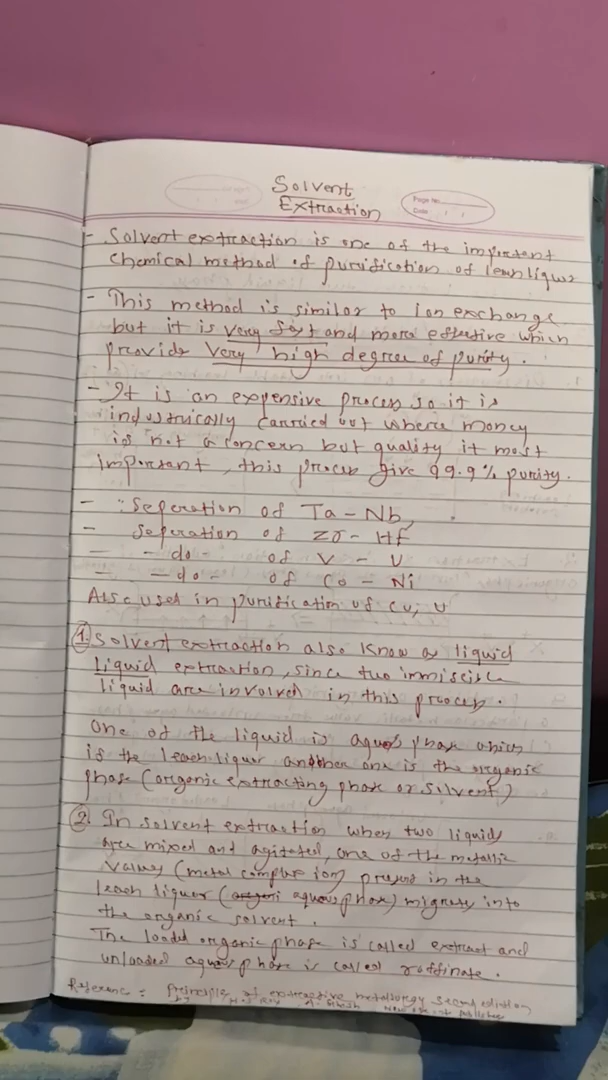 Solvent
Extraction
Page No.
Date / /
- Solvent extraction is one of the important
chemical method of purification of lean liquor
- This method is similar to ion exchange
but it is very fast and more effective which
provide very high degree of purity.
- It is an expensive process so it is
industrically carried out where money
is not a concern but quality it most
important, this process give 99.9% purity.
- : Seperation of Ta - Nb,
- Seperation of Zr - Hf
- - do - of V - U
- - do - of Co - Ni
Also uses in purification of Cu, U
1. Solvent extraction also know as liquid
liquid extraction, since two immiscible
liquid are involved in this process.
One of the liquid is aques phase which
is the leach liquor another one is the organic
phase (organic extracting phase or solvent)
2. In solvent extraction when two liquids
are mixed and agitated, one of the metallic
values (metal complex ion) present in the
leach liquor (aqueous phase) migrate into
the organic solvent.
The loaded organic phase is called extract and
unloaded aqueous phase is called raffinate.
Reference: Principles of extractive metallurgy second edition